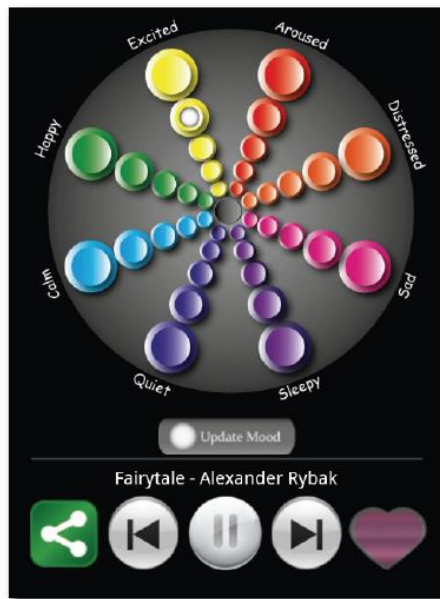 Excited
Aroused
Happy
Distressed
Calm
Sad
Quiet
Sleepy
Update Mood
Fairytale - Alexander Rybak